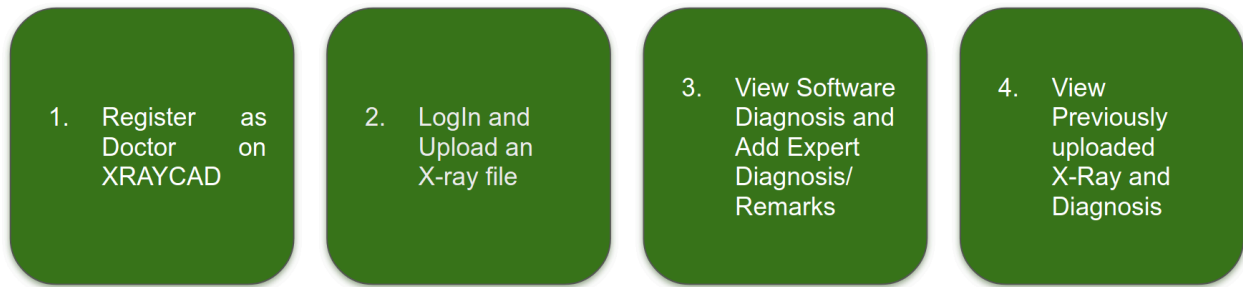 1. Register as
Doctor on
XRAYCAD
2. LogIn and
Upload an
X-ray file
3. View Software
Diagnosis and
Add Expert
Diagnosis/
Remarks
4. View
Previously
uploaded
X-Ray and
Diagnosis